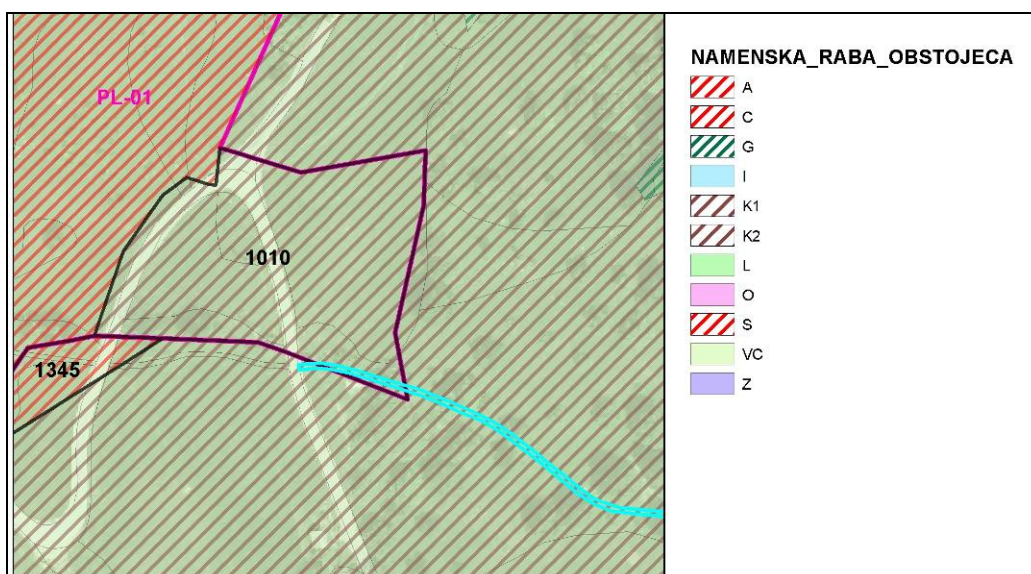 PL-01
1010
1345
NAMENSKA_RABA_OBSTOJECA
A
C
G
I
K1
K2
L
O
S
VC
Z